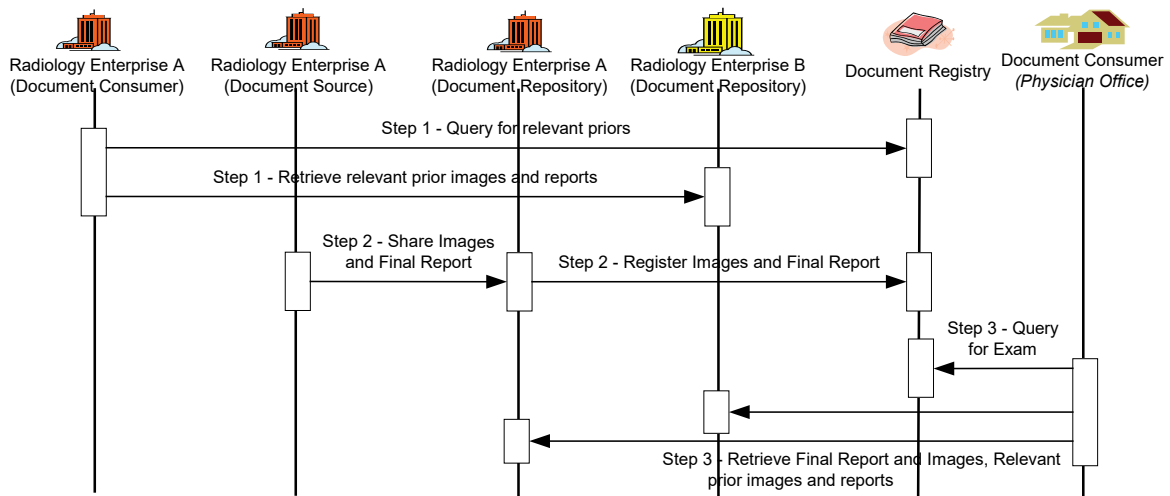 Radiology Enterprise A
(Document Consumer)
Radiology Enterprise A
(Document Source)
Radiology Enterprise A
(Document Repository)
Radiology Enterprise B
(Document Repository)
Document Registry
Document Consumer
(Physician Office)
Step 1 - Query for relevant priors
Step 1 - Retrieve relevant prior images and reports
Step 2 - Share Images
and Final Report
Step 2 - Register Images and Final Report
Step 3 - Query
for Exam
Step 3 - Retrieve Final Report and Images, Relevant
prior images and reports